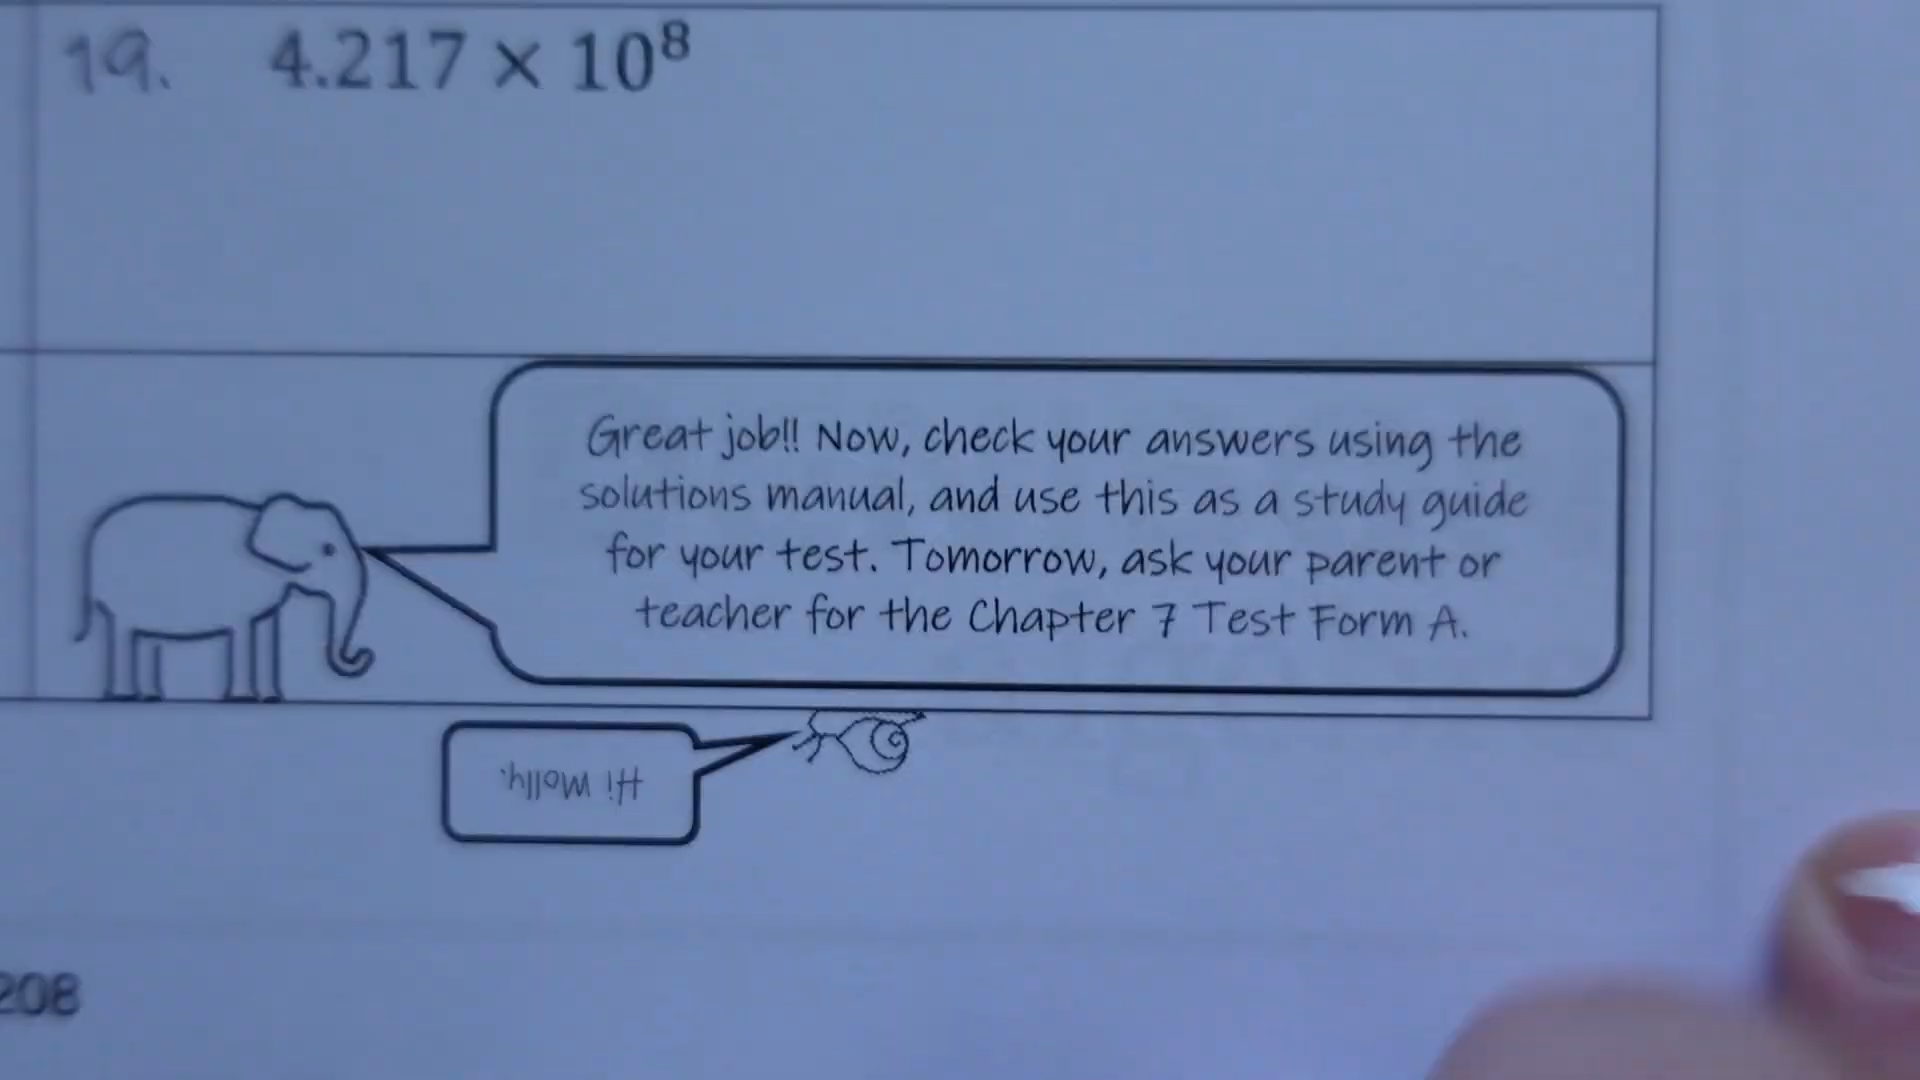 19. 4.217 × 10⁸
Great job!! Now, check your answers using the
solutions manual, and use this as a study guide
for your test. Tomorrow, ask your parent or
teacher for the Chapter 7 Test Form A.
Hi Molly.
208